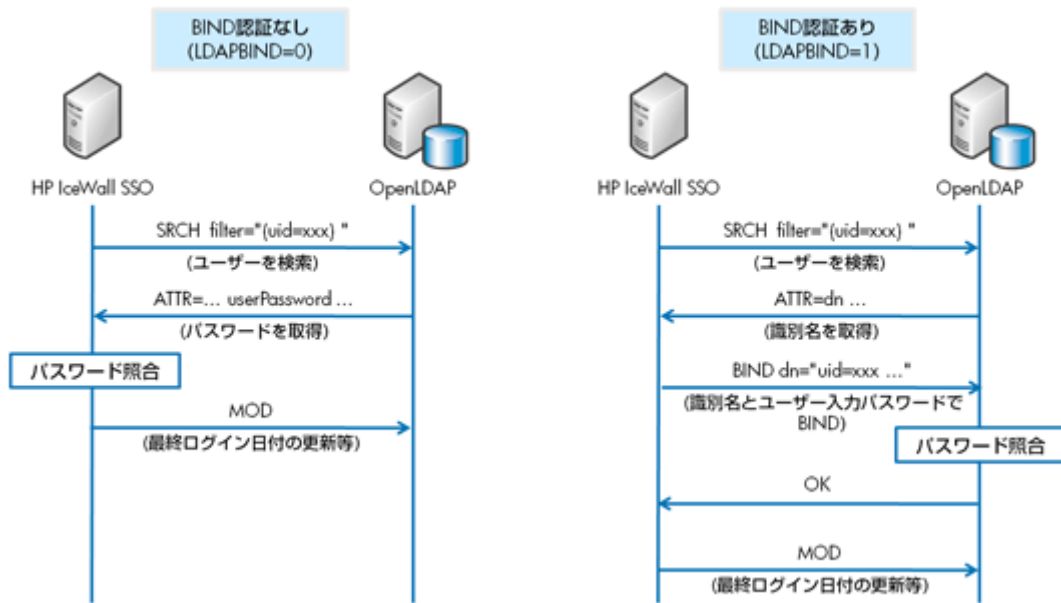 BIND認証なし
(LDAPBIND=0)
HP IceWall SSO
OpenLDAP
SRCH filter="(uid=xxx) "
(ユーザーを検索)
ATTR=... userPassword ...
(パスワードを取得)
パスワード照合
MOD
(最終ログイン日付の更新等)
BIND認証あり
(LDAPBIND=1)
HP IceWall SSO
OpenLDAP
SRCH filter="(uid=xxx) "
(ユーザーを検索)
ATTR=dn ...
(識別名を取得)
BIND dn="uid=xxx ..."
(識別名とユーザー入力パスワードで
BIND)
パスワード照合
OK
MOD
(最終ログイン日付の更新等)